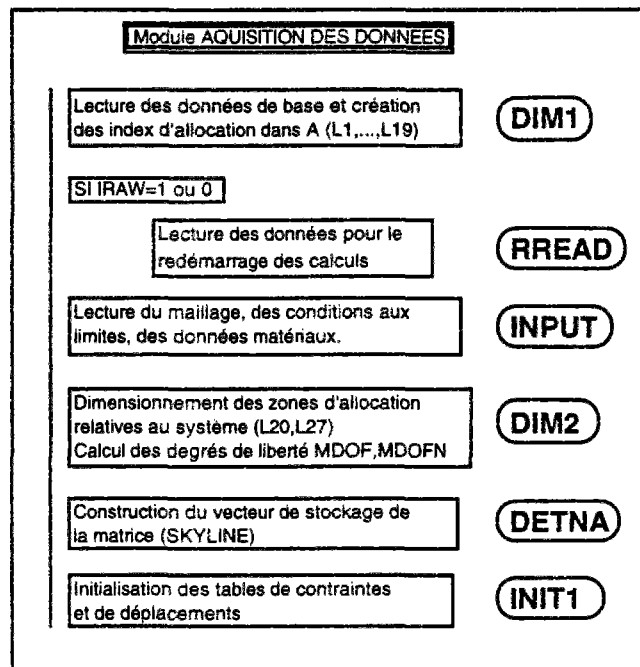 Module AQUISITION DES DONNEES
Lecture des données de base et création
des index d'allocation dans A (L1,...,L19)
DIM1
SI IRAW=1 ou 0
Lecture des données pour le
redémarrage des calculs
RREAD
Lecture du maillage, des conditions aux
limites, des données matériaux.
INPUT
Dimensionnement des zones d'allocation
relatives au système (L20,L27)
Calcul des degrés de liberté MDOF,MDOFN
DIM2
Construction du vecteur de stockage de
la matrice (SKYLINE)
DETNA
Initialisation des tables de contraintes
et de déplacements
INIT1